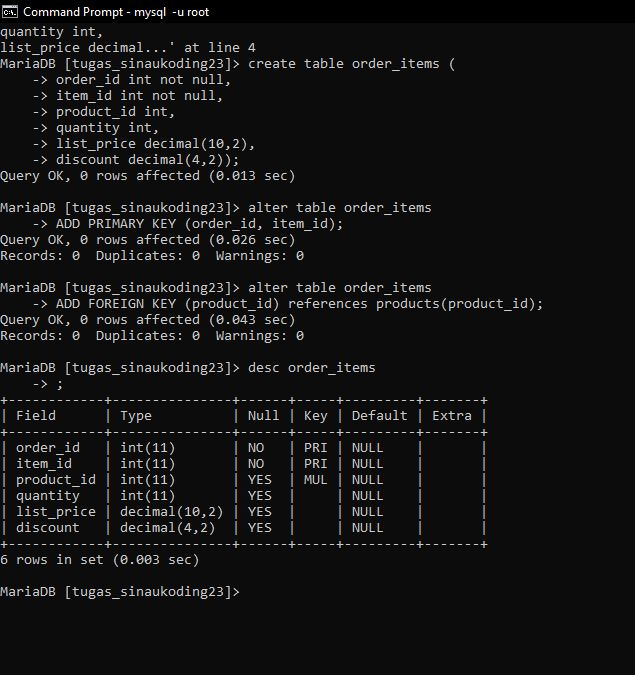 Command Prompt - mysql  -u root
quantity int,
list_price decimal...' at line 4
MariaDB [tugas_sinaukoding23]> create table order_items (
    -> order_id int not null,
    -> item_id int not null,
    -> product_id int,
    -> quantity int,
    -> list_price decimal(10,2),
    -> discount decimal(4,2));
Query OK, 0 rows affected (0.013 sec)

MariaDB [tugas_sinaukoding23]> alter table order_items
    -> ADD PRIMARY KEY (order_id, item_id);
Query OK, 0 rows affected (0.026 sec)
Records: 0  Duplicates: 0  Warnings: 0

MariaDB [tugas_sinaukoding23]> alter table order_items
    -> ADD FOREIGN KEY (product_id) references products(product_id);
Query OK, 0 rows affected (0.043 sec)
Records: 0  Duplicates: 0  Warnings: 0

MariaDB [tugas_sinaukoding23]> desc order_items
    -> ;
+------------+---------------+------+-----+---------+-------+
| Field      | Type          | Null | Key | Default | Extra |
+------------+---------------+------+-----+---------+-------+
| order_id   | int(11)       | NO   | PRI | NULL    |       |
| item_id    | int(11)       | NO   | PRI | NULL    |       |
| product_id | int(11)       | YES  | MUL | NULL    |       |
| quantity   | int(11)       | YES  |     | NULL    |       |
| list_price | decimal(10,2) | YES  |     | NULL    |       |
| discount   | decimal(4,2)  | YES  |     | NULL    |       |
+------------+---------------+------+-----+---------+-------+
6 rows in set (0.003 sec)

MariaDB [tugas_sinaukoding23]>